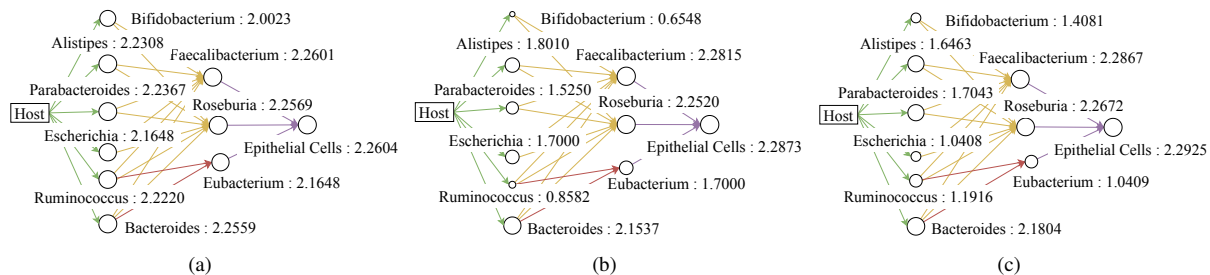 Bifidobacterium : 2.0023
Alistipes : 2.2308
Faecalibacterium : 2.2601
Parabacteroides : 2.2367
Roseburia : 2.2569
Host
Escherichia : 2.1648
Epithelial Cells : 2.2604
Eubacterium : 2.1648
Ruminococcus : 2.2220
Bacteroides : 2.2559
(a)
Bifidobacterium : 0.6548
Alistipes : 1.8010
Faecalibacterium : 2.2815
Parabacteroides : 1.5250
Roseburia : 2.2520
Host
Escherichia : 1.7000
Epithelial Cells : 2.2873
Eubacterium : 1.7000
Ruminococcus : 0.8582
Bacteroides : 2.1537
(b)
Bifidobacterium : 1.4081
Alistipes : 1.6463
Faecalibacterium : 2.2867
Parabacteroides : 1.7043
Roseburia : 2.2672
Host
Escherichia : 1.0408
Epithelial Cells : 2.2925
Eubacterium : 1.0409
Ruminococcus : 1.1916
Bacteroides : 2.1804
(c)